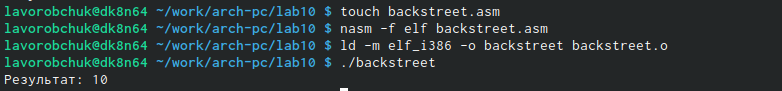 lavorobchuk@dk8n64 ~/work/arch-pc/lab10 $ touch backstreet.asm
lavorobchuk@dk8n64 ~/work/arch-pc/lab10 $ nasm -f elf backstreet.asm
lavorobchuk@dk8n64 ~/work/arch-pc/lab10 $ ld -m elf_i386 -o backstreet backstreet.o
lavorobchuk@dk8n64 ~/work/arch-pc/lab10 $ ./backstreet
Результат: 10